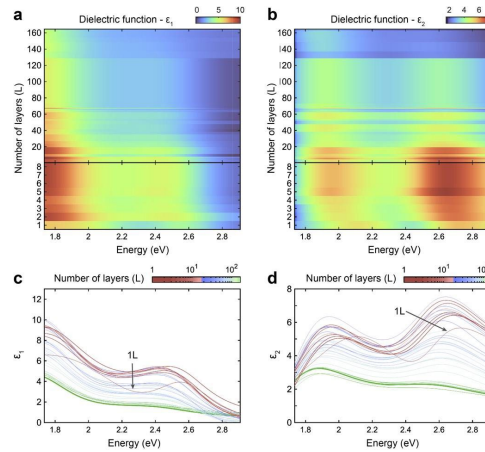 a
Dielectric function - ε1
0 5 10
Number of layers (L)
160
140
120
100
80
60
40
20
8
7
6
5
4
3
2
1
1.8 2 2.2 2.4 2.6 2.8
Energy (eV)
b
Dielectric function - ε2
2 4 6
Number of layers (L)
160
140
120
100
80
60
40
20
8
7
6
5
4
3
2
1
1.8 2 2.2 2.4 2.6 2.8
Energy (eV)
c
Number of layers (L)
1 10¹ 10²
ε1
12
10
8
6
4
2
0
1L
1.8 2 2.2 2.4 2.6 2.8
Energy (eV)
d
Number of layers (L)
1 10¹
ε2
8
7
6
5
4
3
2
1
0
1L
1.8 2 2.2 2.4 2.6 2.8
Energy (eV)